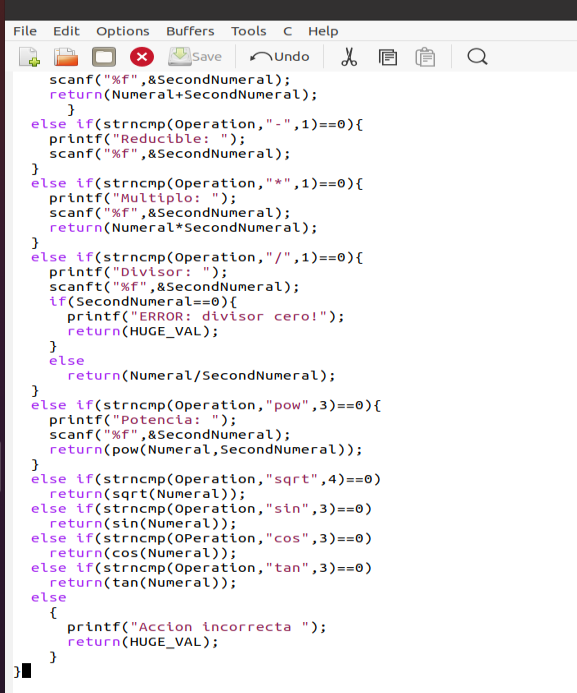 File Edit Options Buffers Tools C Help
Save Undo
scanf("%f",&SecondNumeral);
return(Numeral+SecondNumeral);
}
else if(strncmp(Operation,"-",1)==0){
printf("Reducible: ");
scanf("%f",&SecondNumeral);
}
else if(strncmp(Operation,"*",1)==0){
printf("Multiplo: ");
scanf("%f",&SecondNumeral);
return(Numeral*SecondNumeral);
}
else if(strncmp(Operation,"/",1)==0){
printf("Divisor: ");
scanft("%f",&SecondNumeral);
if(SecondNumeral==0){
printf("ERROR: divisor cero!");
return(HUGE_VAL);
}
else
return(Numeral/SecondNumeral);
}
else if(strncmp(Operation,"pow",3)==0){
printf("Potencia: ");
scanf("%f",&SecondNumeral);
return(pow(Numeral,SecondNumeral));
}
else if(strncmp(Operation,"sqrt",4)==0)
return(sqrt(Numeral));
else if(strncmp(Operation,"sin",3)==0)
return(sin(Numeral));
else if(strncmp(OPeration,"cos",3)==0)
return(cos(Numeral));
else if(strncmp(Operation,"tan",3)==0)
return(tan(Numeral));
else
{
printf("Accion incorrecta ");
return(HUGE_VAL);
}
}